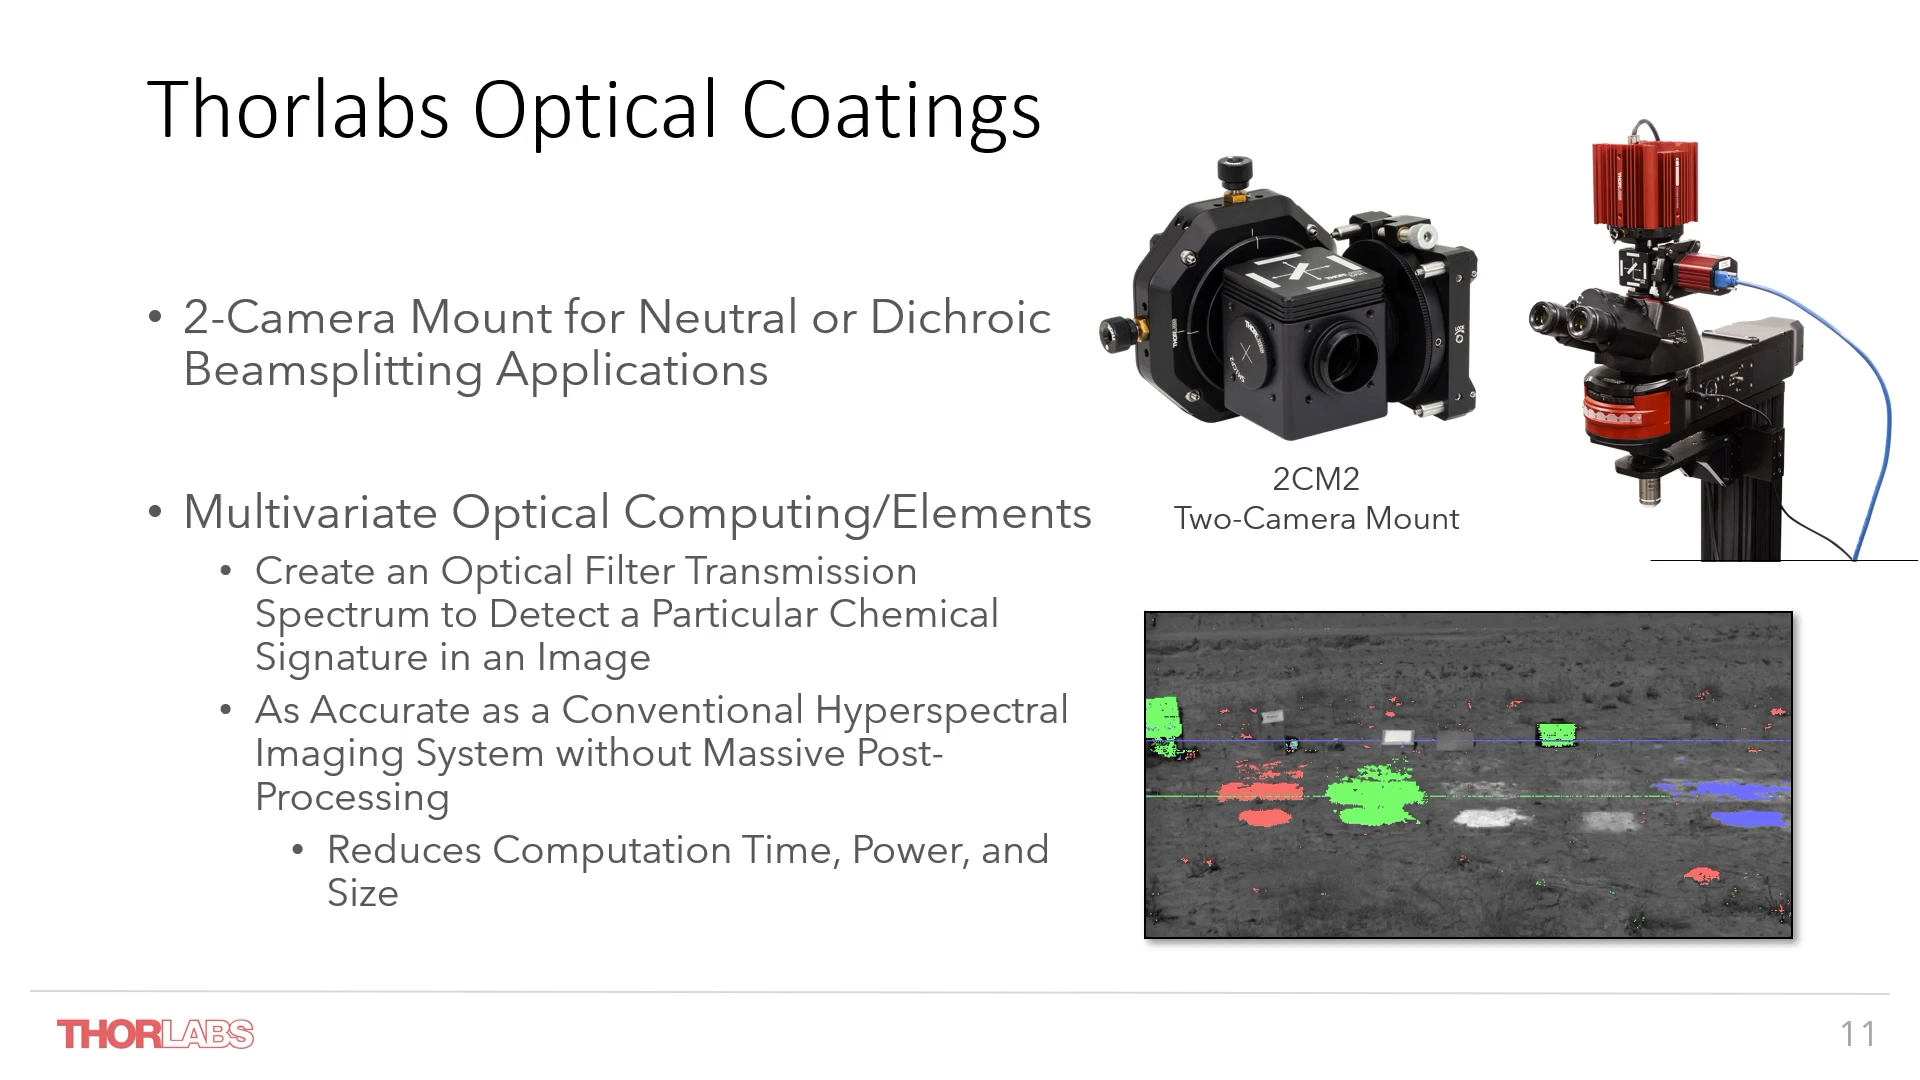 Thorlabs Optical Coatings
• 2-Camera Mount for Neutral or Dichroic
Beamsplitting Applications
• Multivariate Optical Computing/Elements
• Create an Optical Filter Transmission
Spectrum to Detect a Particular Chemical
Signature in an Image
• As Accurate as a Conventional Hyperspectral
Imaging System without Massive Post-
Processing
• Reduces Computation Time, Power, and
Size
2CM2
Two-Camera Mount
THORLABS
11